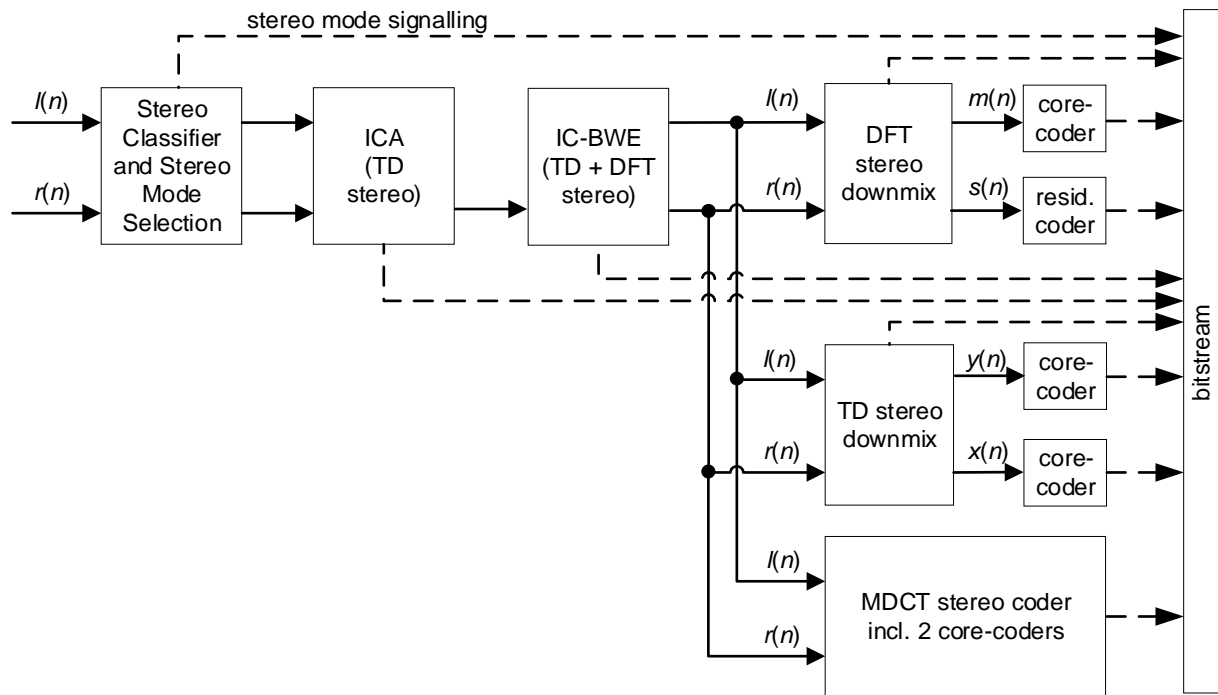 stereo mode signalling
l(n)
r(n)
Stereo
Classifier
and Stereo
Mode
Selection
ICA
(TD
stereo)
IC-BWE
(TD + DFT
stereo)
l(n)
r(n)
DFT
stereo
downmix
m(n)
s(n)
core-
coder
resid.
coder
l(n)
r(n)
TD stereo
downmix
y(n)
x(n)
core-
coder
core-
coder
l(n)
r(n)
MDCT stereo coder
incl. 2 core-coders
bitstream